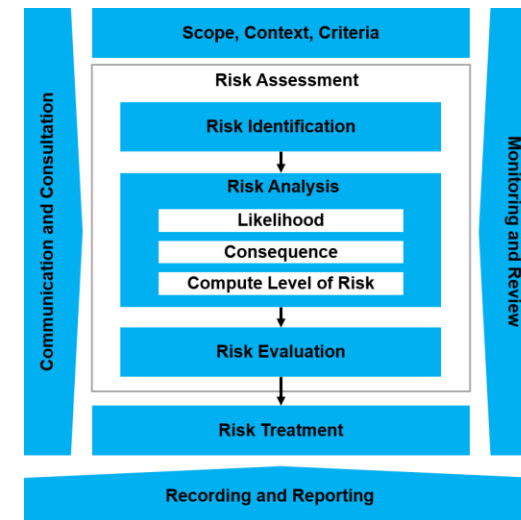 Scope, Context, Criteria
Communication and Consultation
Risk Assessment
Risk Identification
Risk Analysis
Likelihood
Consequence
Compute Level of Risk
Risk Evaluation
Risk Treatment
Monitoring and Review
Recording and Reporting